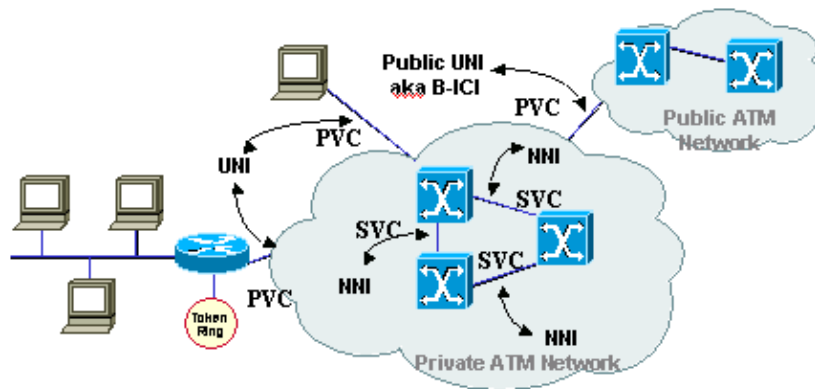 Public UNI
aka B-ICI
PVC
Public ATM
Network
PVC
UNI
NNI
SVC
SVC
SVC
NNI
PVC
Token
Ring
NNI
Private ATM Network